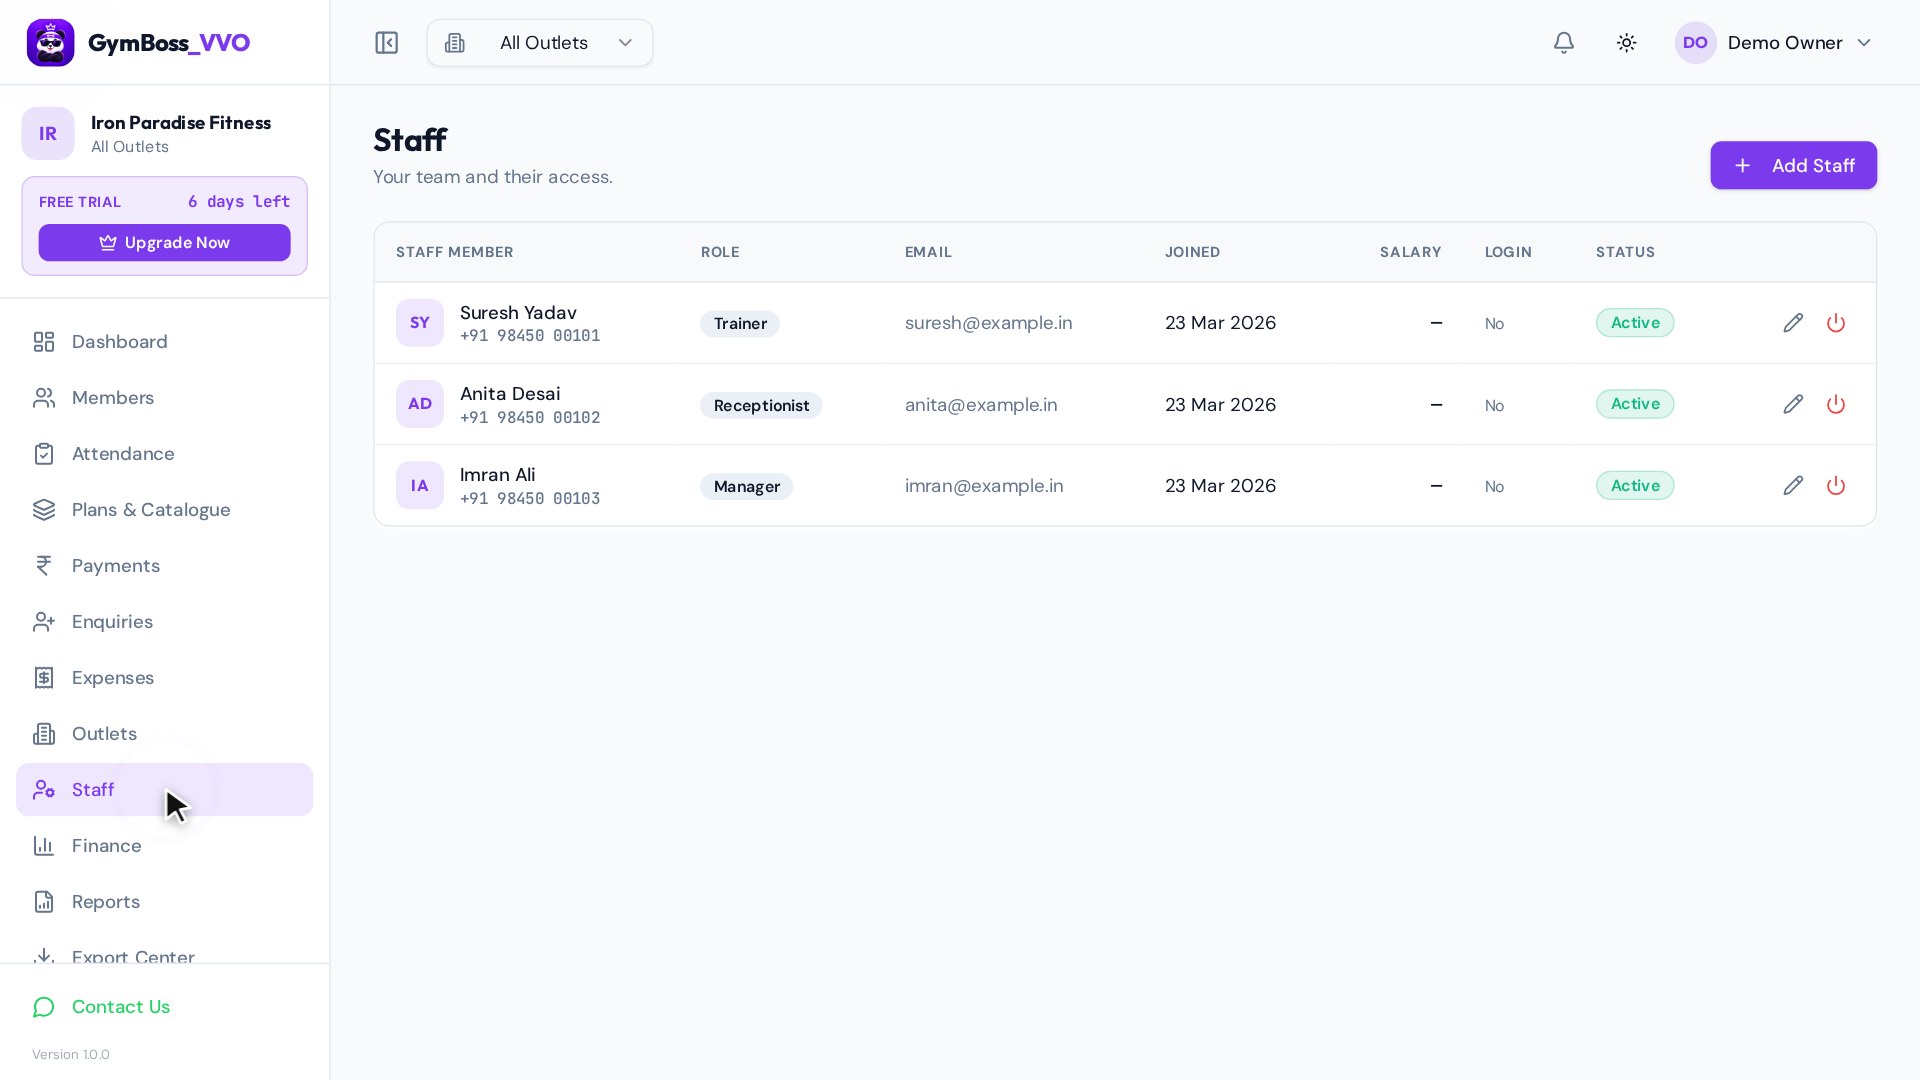 GymBoss_VVO
All Outlets
DO Demo Owner
IR Iron Paradise Fitness
All Outlets
FREE TRIAL 6 days left
Upgrade Now
Dashboard
Members
Attendance
Plans & Catalogue
Payments
Enquiries
Expenses
Outlets
Staff
Finance
Reports
Export Center
Contact Us
Version 1.0.0
Staff
Your team and their access.
+ Add Staff
STAFF MEMBER ROLE EMAIL JOINED SALARY LOGIN STATUS
SY Suresh Yadav Trainer suresh@example.in 23 Mar 2026 – No Active
+91 98450 00101
AD Anita Desai Receptionist anita@example.in 23 Mar 2026 – No Active
+91 98450 00102
IA Imran Ali Manager imran@example.in 23 Mar 2026 – No Active
+91 98450 00103